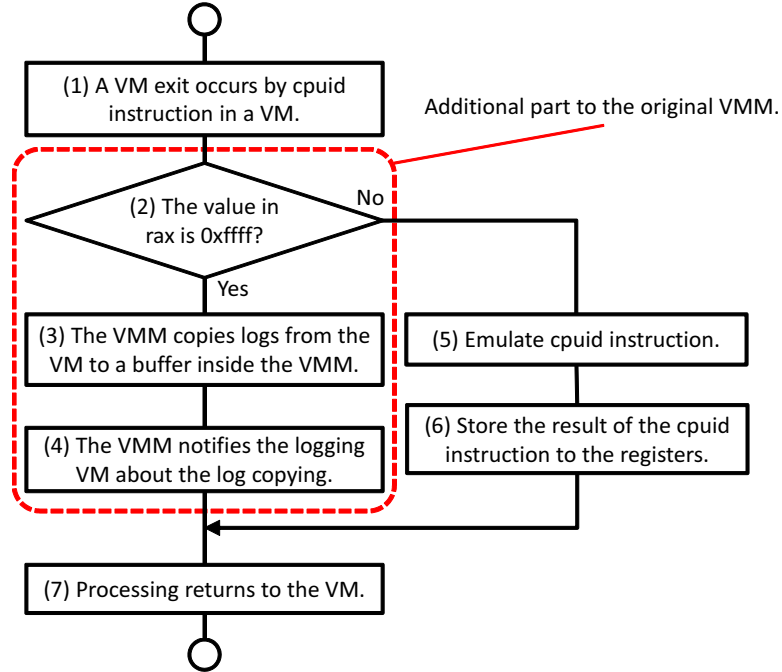 (1) A VM exit occurs by cpuid
instruction in a VM.
Additional part to the original VMM.
(2) The value in
rax is 0xffff?
No
Yes
(3) The VMM copies logs from the
VM to a buffer inside the VMM.
(5) Emulate cpuid instruction.
(4) The VMM notifies the logging
VM about the log copying.
(6) Store the result of the cpuid
instruction to the registers.
(7) Processing returns to the VM.